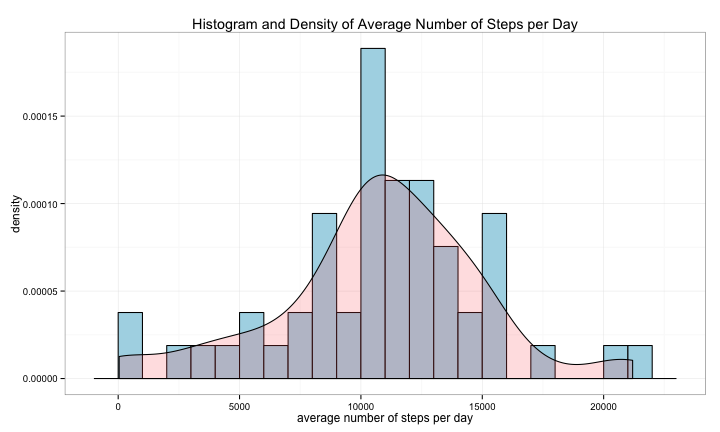 Histogram and Density of Average Number of Steps per Day
0.00015
0.00010
0.00005
0.00000
density
0 5000 10000 15000 20000
average number of steps per day